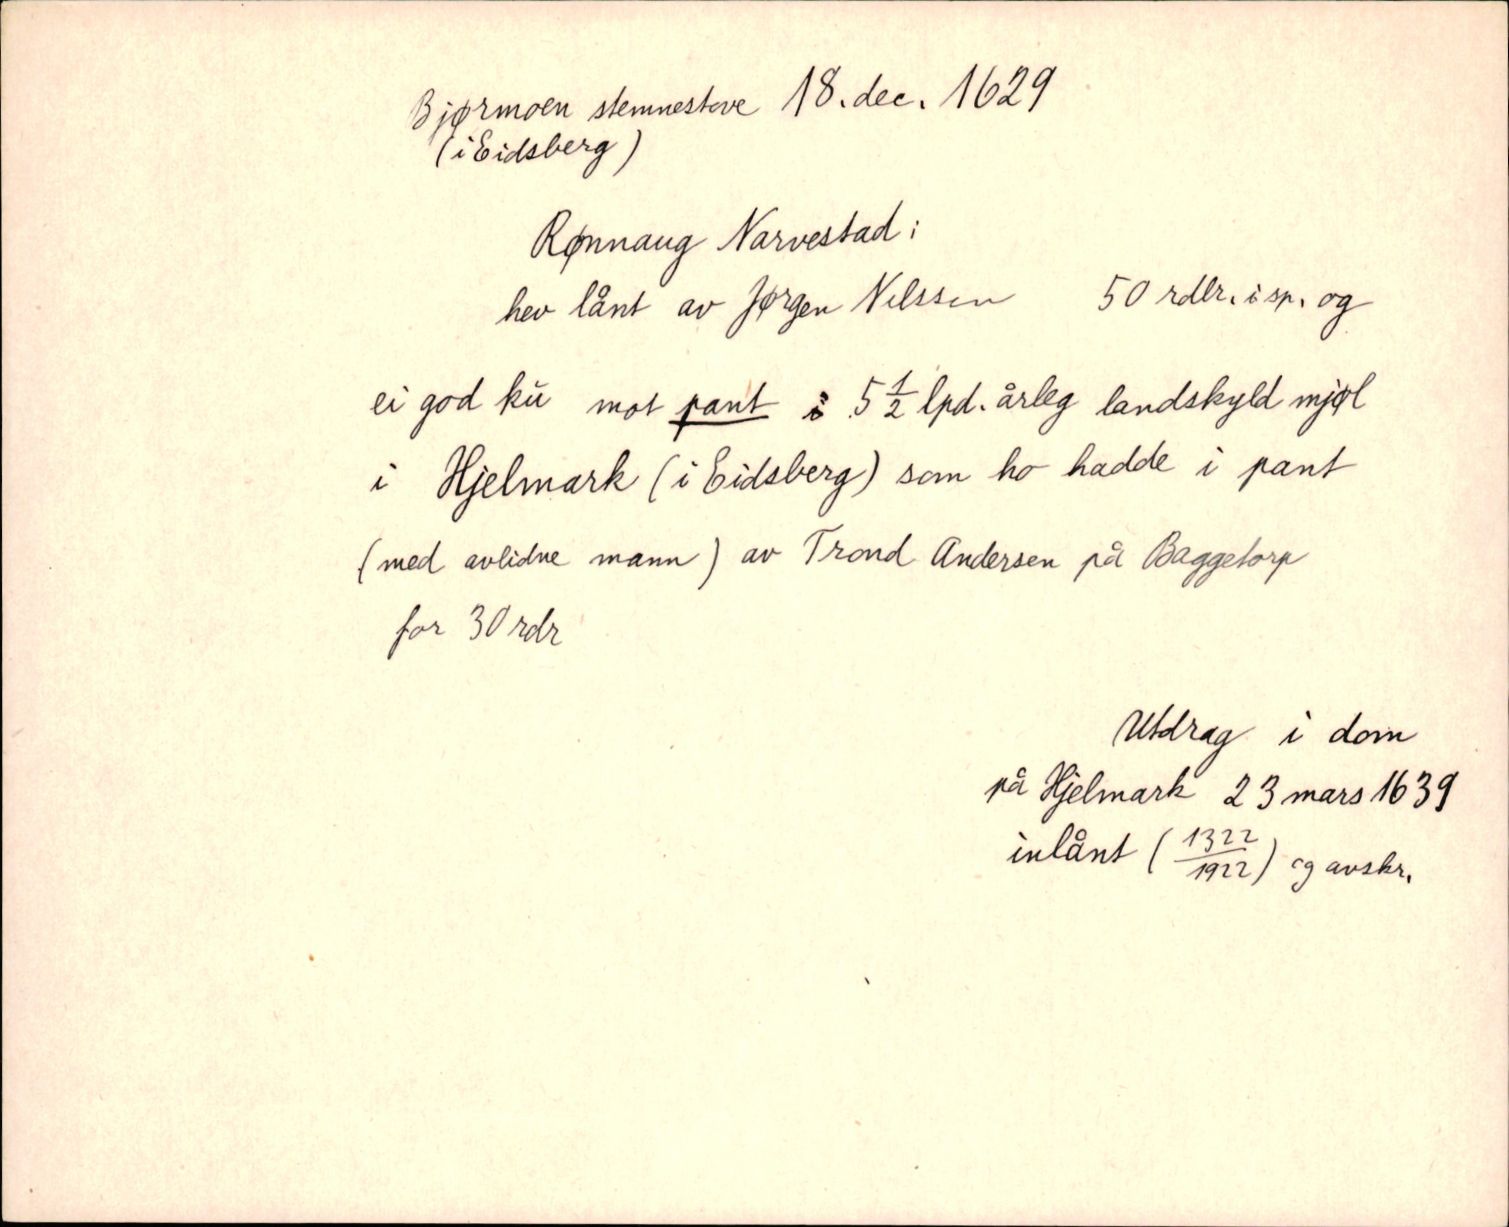 Bjørmoen stemnestove 18. dec. 1629
(i Eidsberg)
Rønnaug Narvestad:
hev lånt av Jørgen Nilssen 50 rdlr. i sp. og
ei god kŭ mot pant i 5 1/2 lpd. årleg landskyld mjøl
i Hjelmark (i Eidsberg) som ho hadde i pant
(med avlidne mann) av Trond Andersen på Baggetorp
for 30 rdr
Utdrag i dom
på Hjelmark 23 mars 1639
inlånt (1322/1922) og avskr.